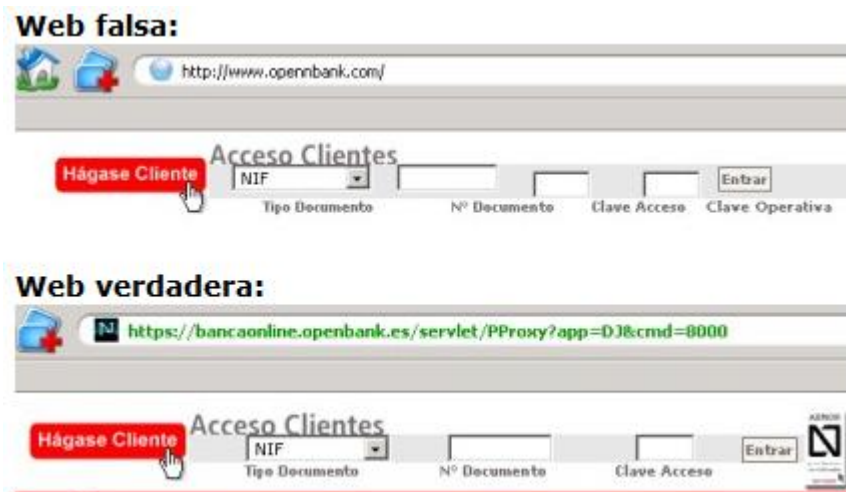 Web falsa:
http://www.opennbank.com/
Acceso Clientes
Hágase Cliente NIF Entrar
Tipo Documento Nº Documento Clave Acceso Clave Operativa
Web verdadera:
https://bancaonline.openbank.es/servlet/PProxy?app=DJ&cmd=8000
Acceso Clientes
Hágase Cliente NIF Entrar
Tipo Documento Nº Documento Clave Acceso